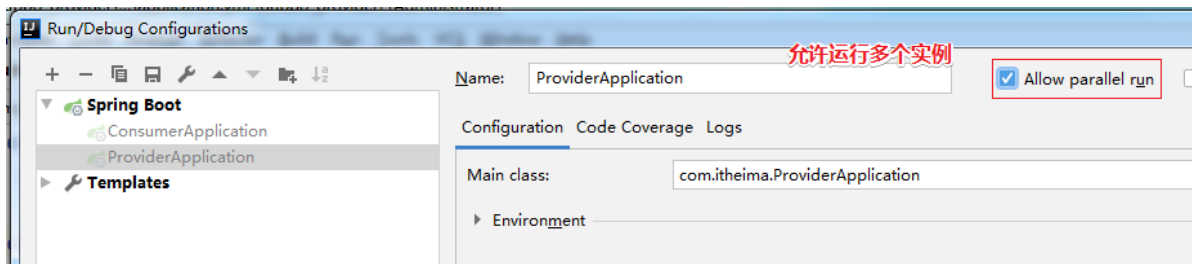 Run/Debug Configurations
允许运行多个实例
Name: ProviderApplication
Allow parallel run
Spring Boot
ConsumerApplication
ProviderApplication
Templates
Configuration Code Coverage Logs
Main class: com.itheima.ProviderApplication
Environment